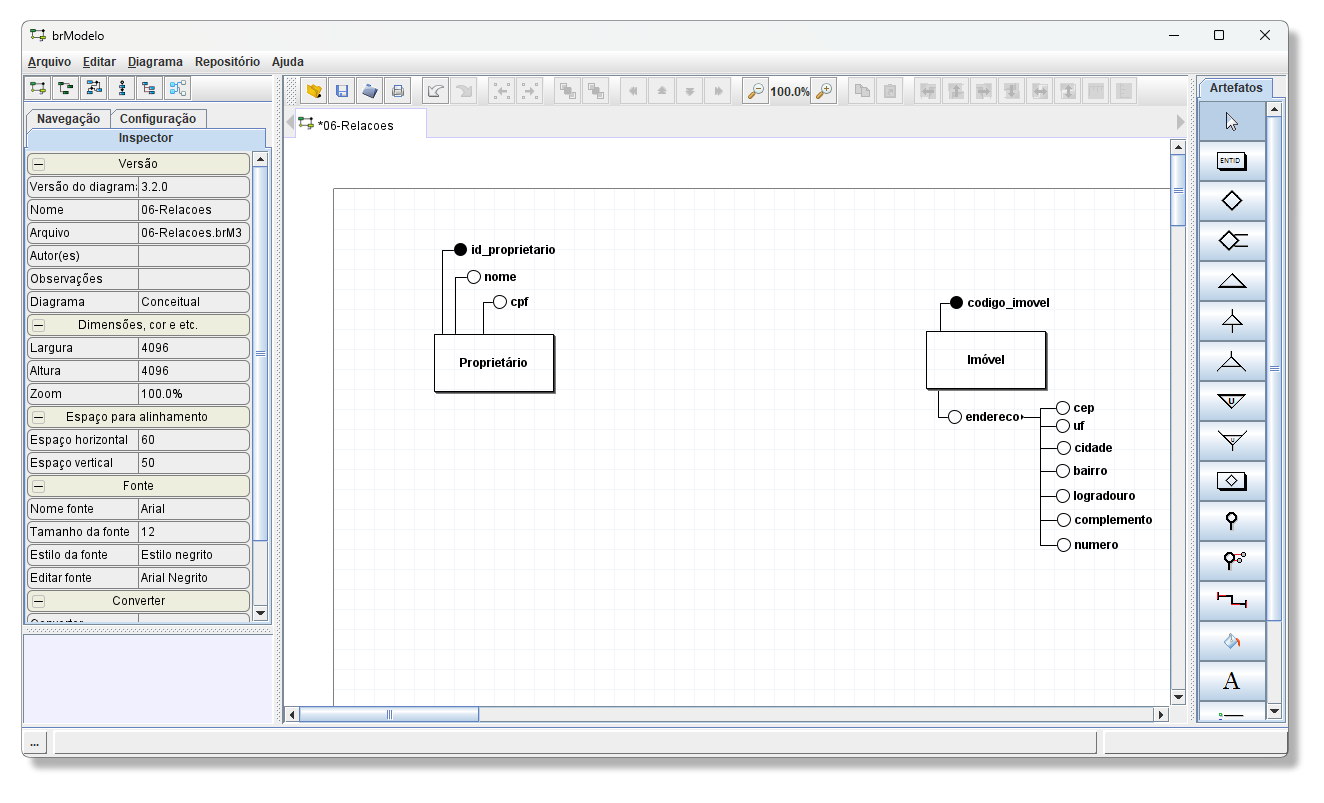 brModelo
Arquivo Editar Diagrama Repositório Ajuda
100.0%
Artefatos
Navegação Configuração
Inspector
*06-Relacoes
Versão
Versão do diagrama 3.2.0
Nome 06-Relacoes
Arquivo 06-Relacoes.brM3
Autor(es)
Observações
Diagrama Conceitual
Dimensões, cor e etc.
Largura 4096
Altura 4096
Zoom 100.0%
Espaço para alinhamento
Espaço horizontal 60
Espaço vertical 50
Fonte
Nome fonte Arial
Tamanho da fonte 12
Estilo da fonte Estilo negrito
Editar fonte Arial Negrito
Converter
id_proprietario
nome
cpf
Proprietário
codigo_imovel
Imóvel
endereco
cep
uf
cidade
bairro
logradouro
complemento
numero
ENTID
U
U
A
...